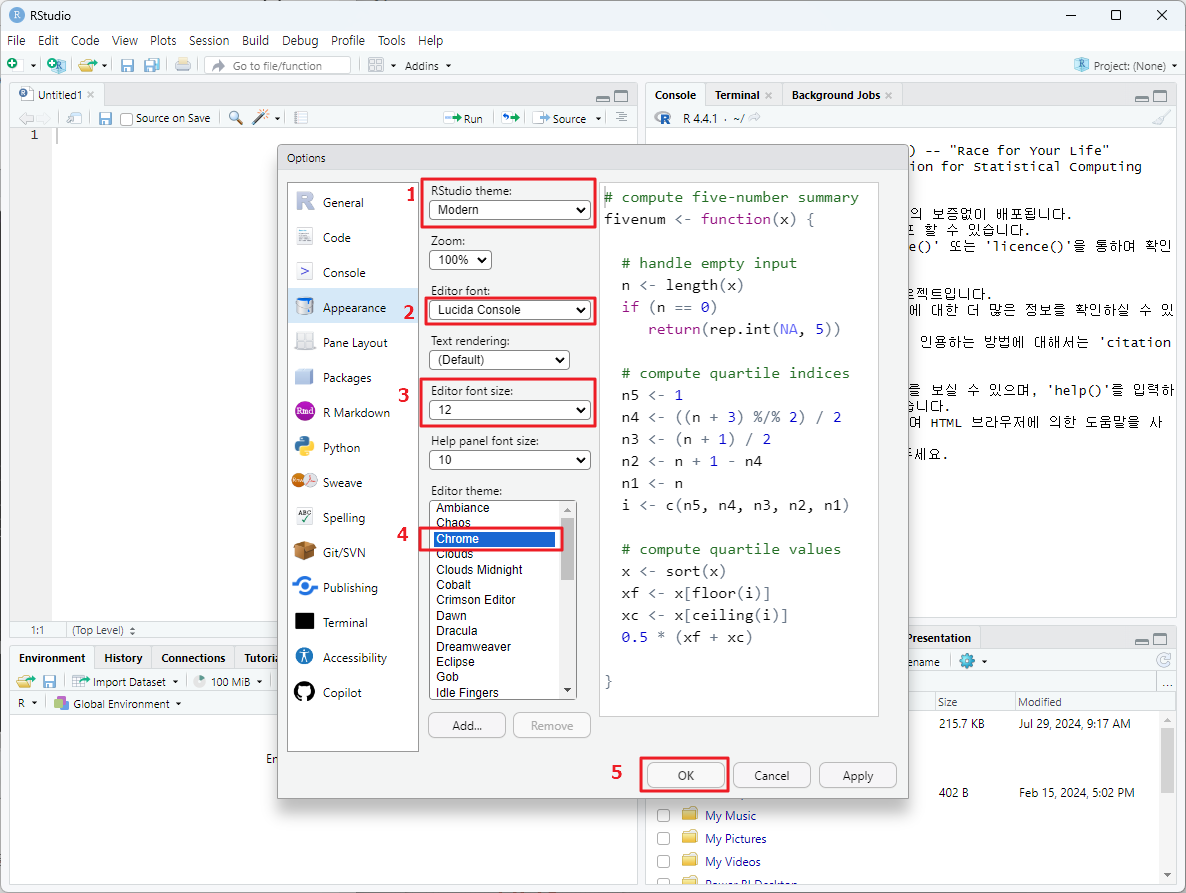 RStudio
File Edit Code View Plots Session Build Debug Profile Tools Help
Go to file/function
Addins
Project: (None)
Untitled1
Source on Save
Run
Source
1
1:1
(Top Level)
Console Terminal Background Jobs
R 4.4.1 · ~/
) -- "Race for Your Life"
ion for Statistical Computing
의 보증없이 배포됩니다.
할 수 있습니다.
e()' 또는 'licence()'을 통하여 확인
로젝트입니다.
에 대한 더 많은 정보를 확인하실 수 있
인용하는 방법에 대해서는 'citation
를 보실 수 있으며, 'help()'를 입력하
습니다.
여 HTML 브라우저에 의한 도움말을 사
세요.
Options
General
Code
Console
Appearance
Pane Layout
Packages
Rmd
R Markdown
Python
Sweave
ABC
Spelling
Git/SVN
Publishing
Terminal
Accessibility
Copilot
1
RStudio theme:
Modern
Zoom:
100%
2
Editor font:
Lucida Console
Text rendering:
(Default)
3
Editor font size:
12
Help panel font size:
10
Editor theme:
Ambiance
Chaos
4
Chrome
Clouds
Clouds Midnight
Cobalt
Crimson Editor
Dawn
Dracula
Dreamweaver
Eclipse
Gob
Idle Fingers
Add...
Remove
# compute five-number summary
fivenum <- function(x) {
# handle empty input
n <- length(x)
if (n == 0)
return(rep.int(NA, 5))
# compute quartile indices
n5 <- 1
n4 <- ((n + 3) %/% 2) / 2
n3 <- (n + 1) / 2
n2 <- n + 1 - n4
n1 <- n
i <- c(n5, n4, n3, n2, n1)
# compute quartile values
x <- sort(x)
xf <- x[floor(i)]
xc <- x[ceiling(i)]
0.5 * (xf + xc)
}
5
OK
Cancel
Apply
Environment History Connections Tutoria
Import Dataset
100 MiB
R
Global Environment
En
Presentation
ename
...
Size
Modified
215.7 KB
Jul 29, 2024, 9:17 AM
402 B
Feb 15, 2024, 5:02 PM
My Music
My Pictures
My Videos
Power BI Desktop